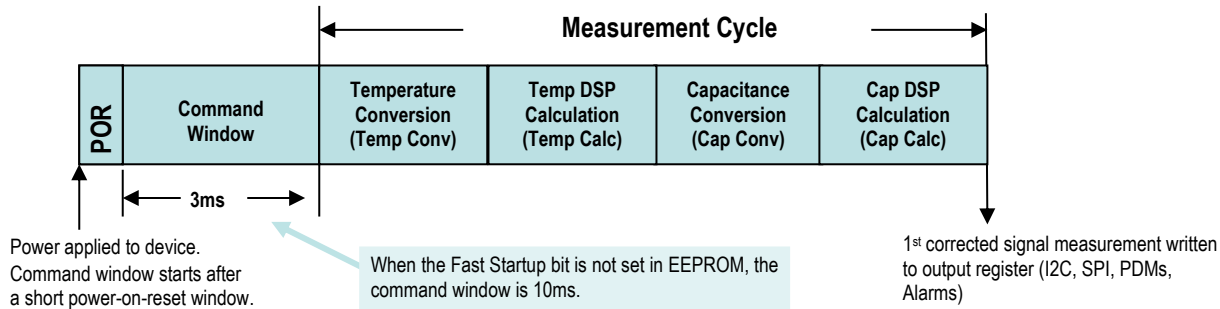 Measurement Cycle
POR
Command
Window
Temperature
Conversion
(Temp Conv)
Temp DSP
Calculation
(Temp Calc)
Capacitance
Conversion
(Cap Conv)
Cap DSP
Calculation
(Cap Calc)
3ms
Power applied to device.
Command window starts after
a short power-on-reset window.
When the Fast Startup bit is not set in EEPROM, the
command window is 10ms.
1st corrected signal measurement written
to output register (I2C, SPI, PDMs,
Alarms)